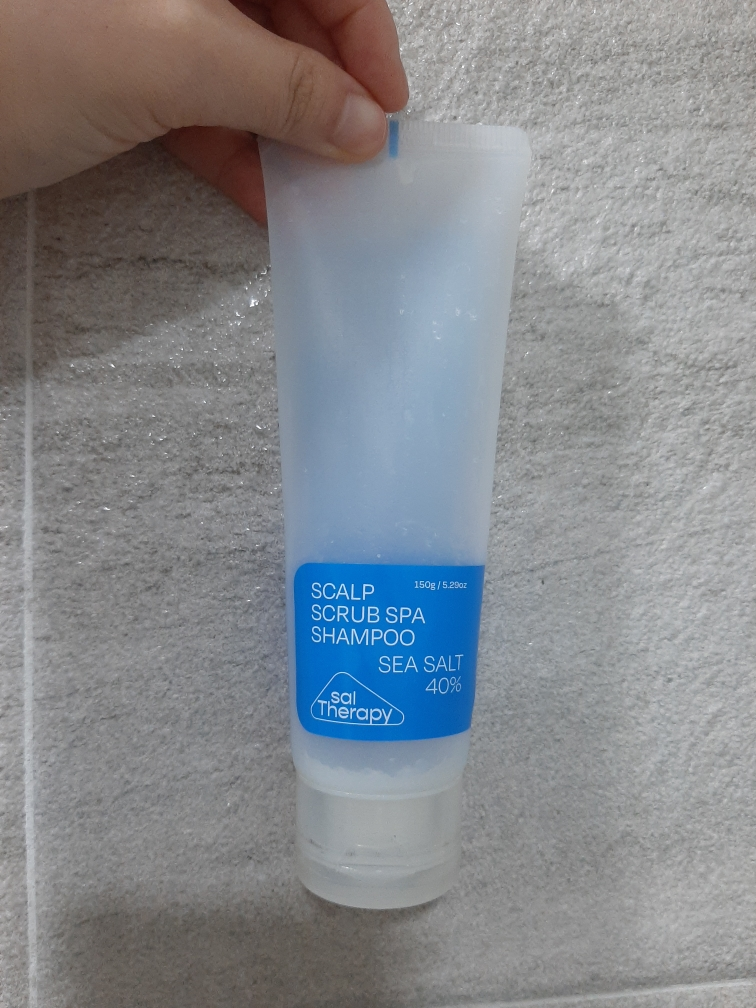 SCALP
150g / 5.29oz
SCRUB SPA
SHAMPOO
SEA SALT
40%
sal
Therapy